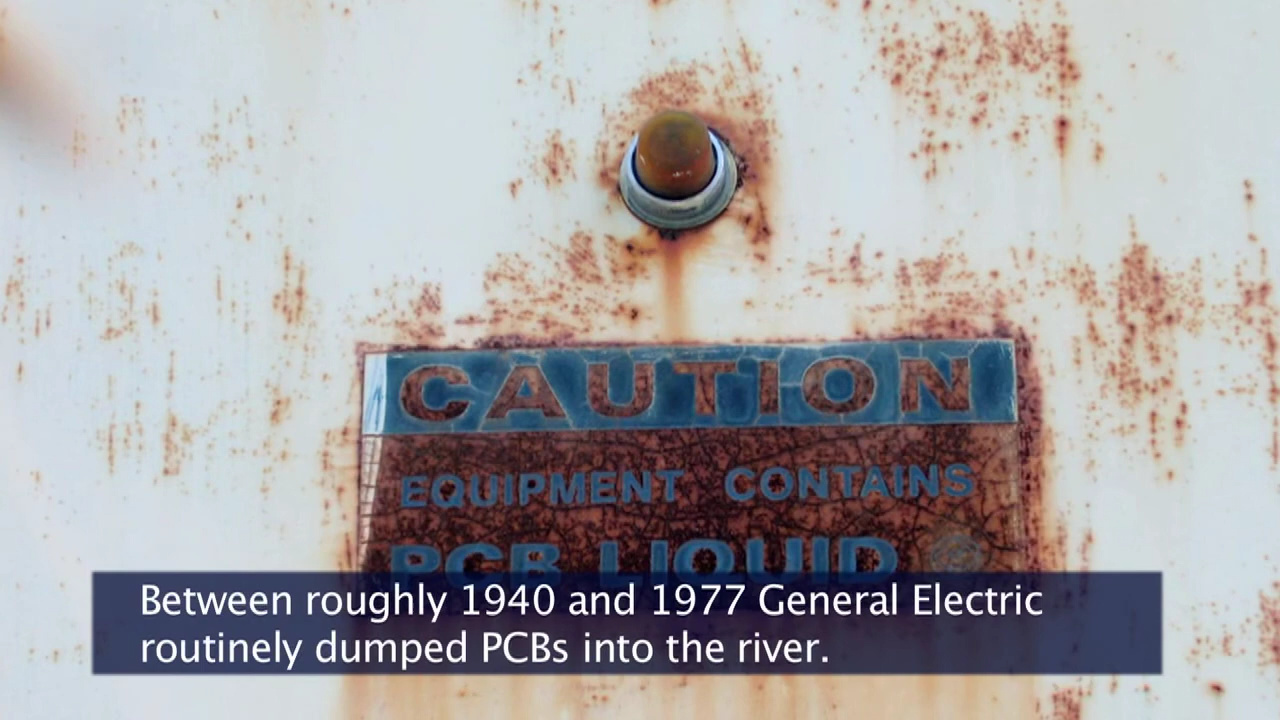 CAUTION
EQUIPMENT CONTAINS
PCB LIQUID
Between roughly 1940 and 1977 General Electric
routinely dumped PCBs into the river.